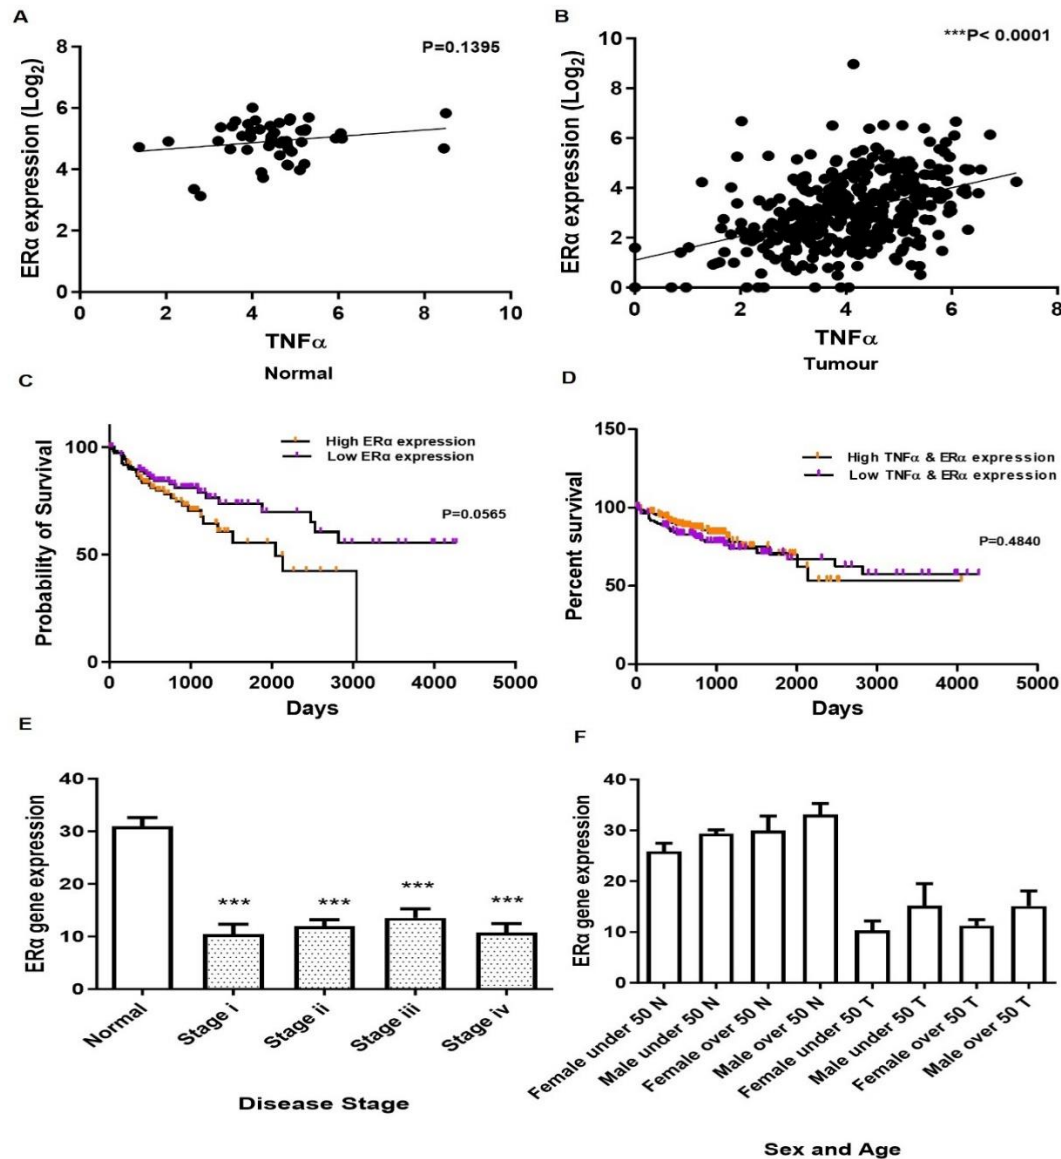 A
P=0.1395
ERα expression (Log2)
8
6
4
2
0
0 2 4 6 8 10
TNFα
Normal
B
***P< 0.0001
ERα expression (Log2)
10
8
6
4
2
0
0 2 4 6 8
TNFα
Tumour
C
High ERα expression
Low ERα expression
P=0.0565
Probability of Survival
100
50
0
0 1000 2000 3000 4000 5000
Days
D
High TNFα & ERα expression
Low TNFα & ERα expression
P=0.4840
Percent survival
150
100
50
0
0 1000 2000 3000 4000 5000
Days
E
ERα gene expression
40
30
20
10
0
*** *** *** ***
Normal
Stage i
Stage ii
Stage iii
Stage iv
Disease Stage
F
ERα gene expression
40
30
20
10
0
Female under 50 N
Male under 50 N
Female over 50 N
Male over 50 N
Female under 50 T
Male under 50 T
Female over 50 T
Male over 50 T
Sex and Age